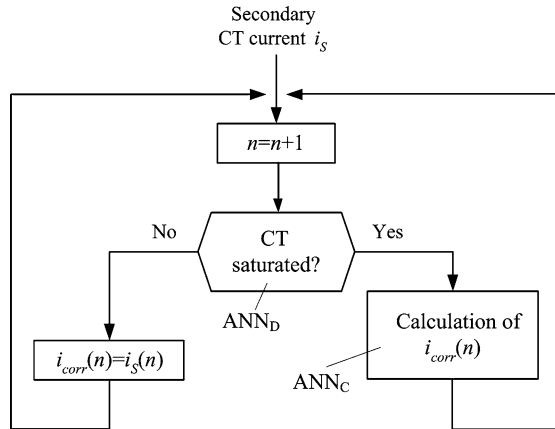 Secondary
CT current i_S
n=n+1
No
CT
saturated?
Yes
ANN_D
i_corr(n)=i_S(n)
Calculation of
i_corr(n)
ANN_C